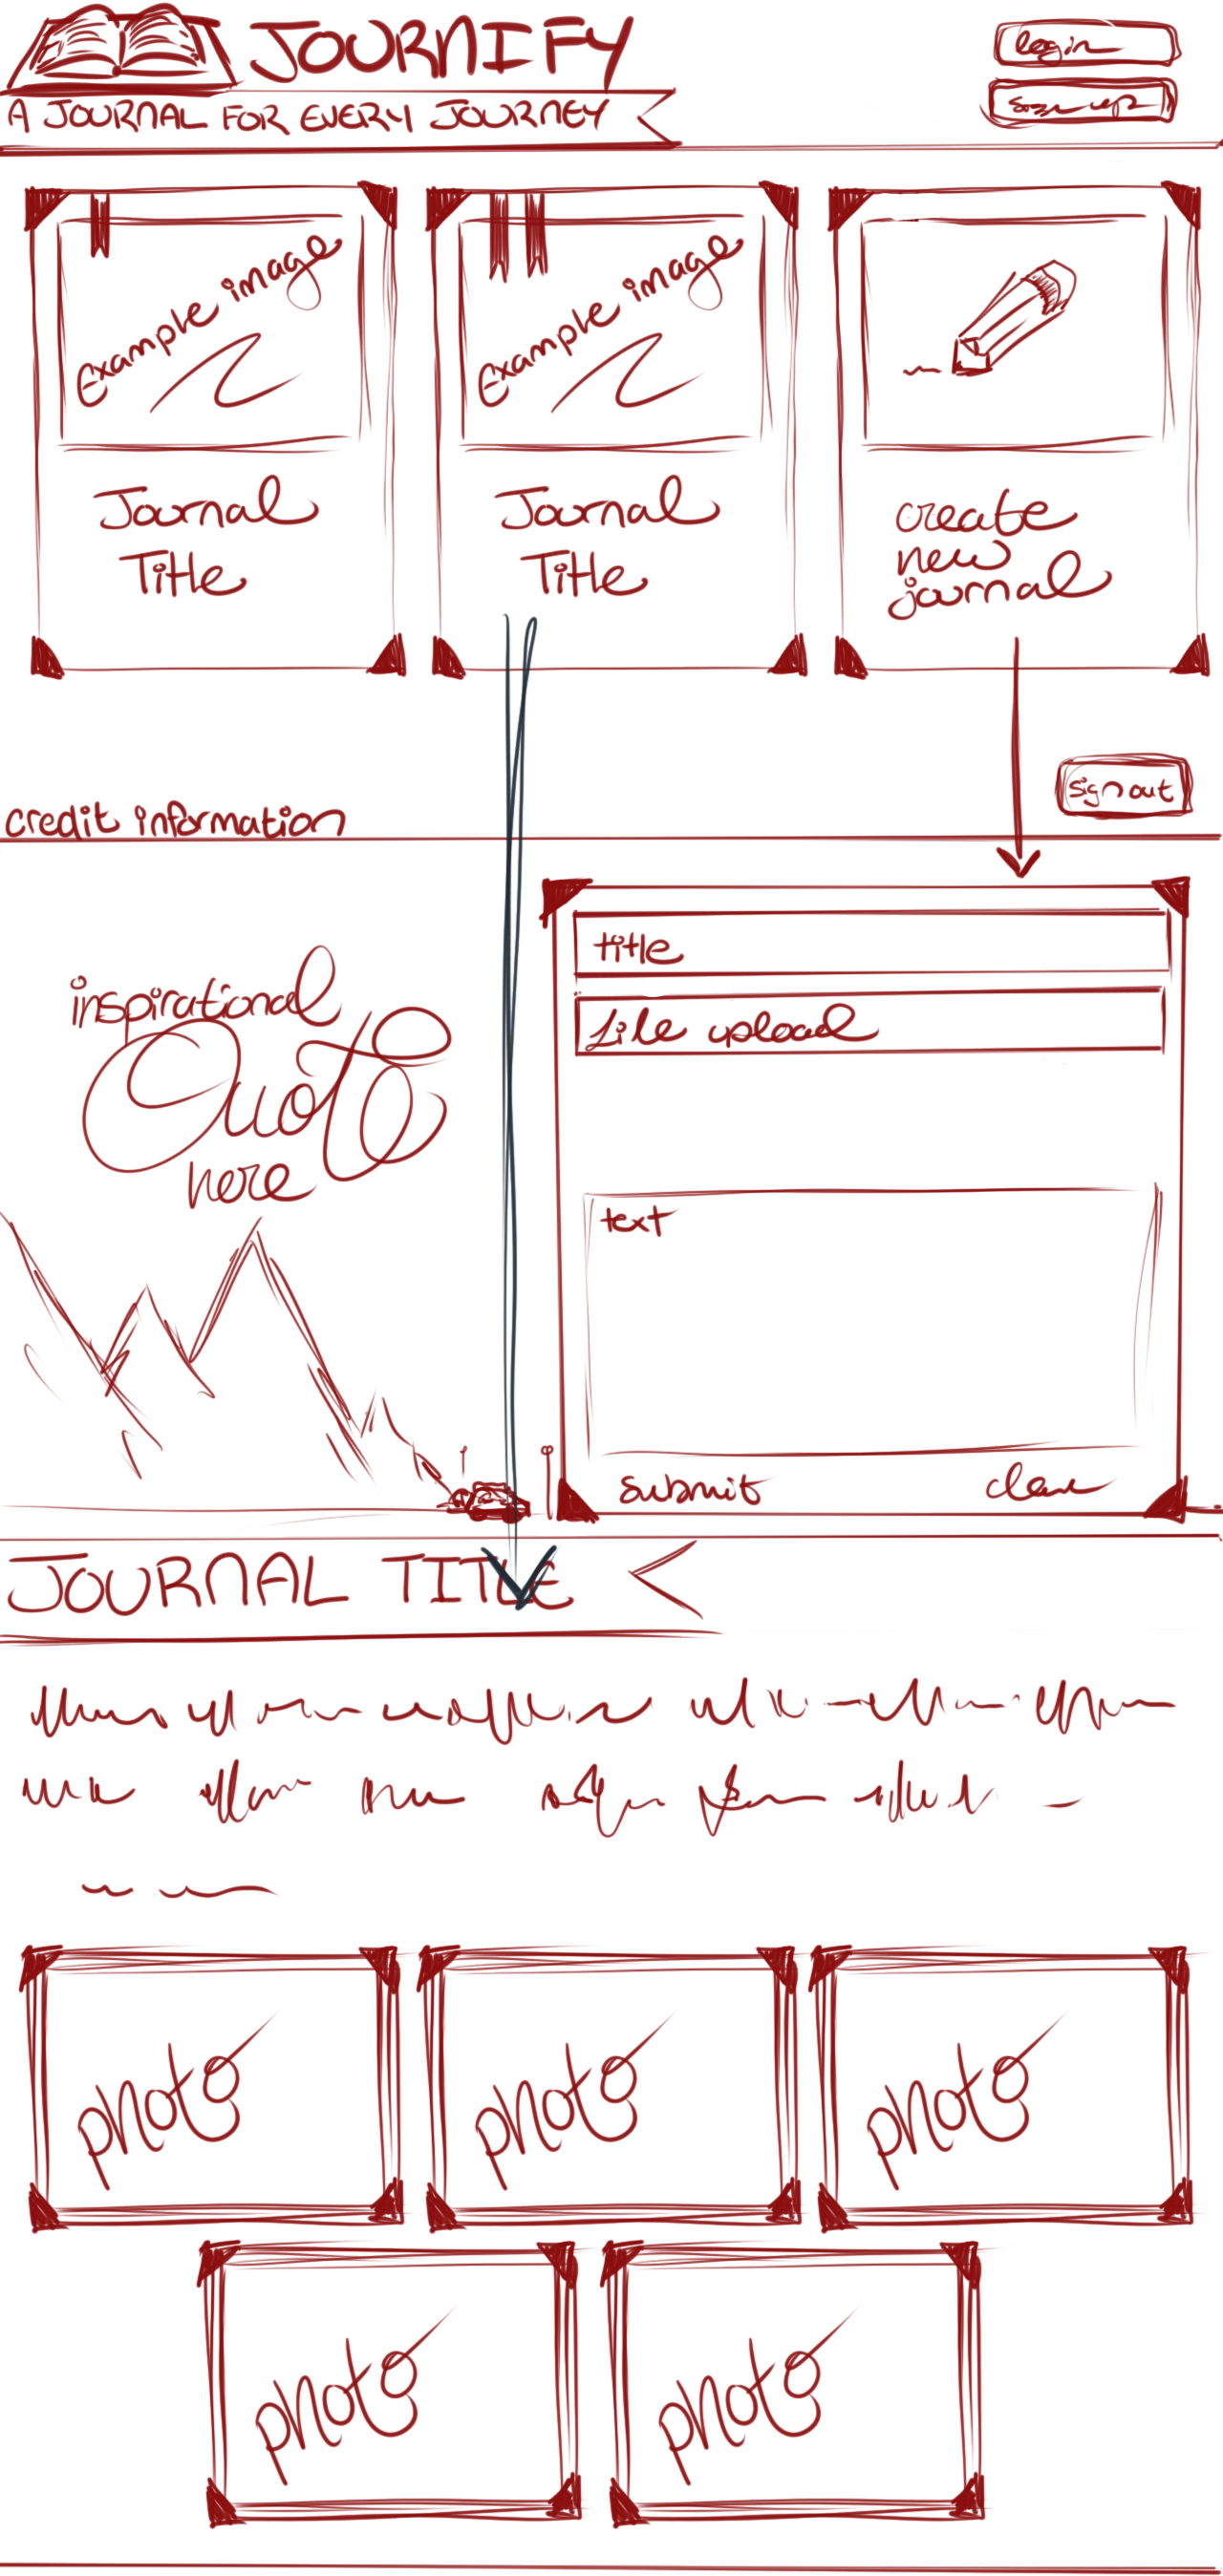 JOURNIFY
login
A JOURNAL FOR EVERY JOURNEY
sign up
Example image
Journal
Title
Example image
Journal
Title
create
new
journal
sign out
credit information
title
file upload
inspirational
Quote
here
text
submit
clear
JOURNAL TITLE
photo
photo
photo
photo
photo